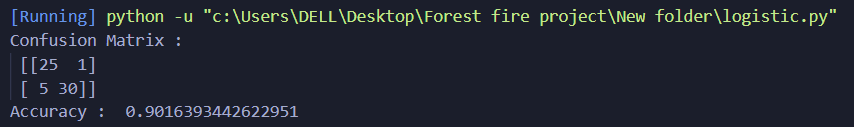 [Running] python -u "c:\Users\DELL\Desktop\Forest fire project\New folder\logistic.py"
Confusion Matrix :
[[25  1]
[ 5 30]]
Accuracy :  0.9016393442622951